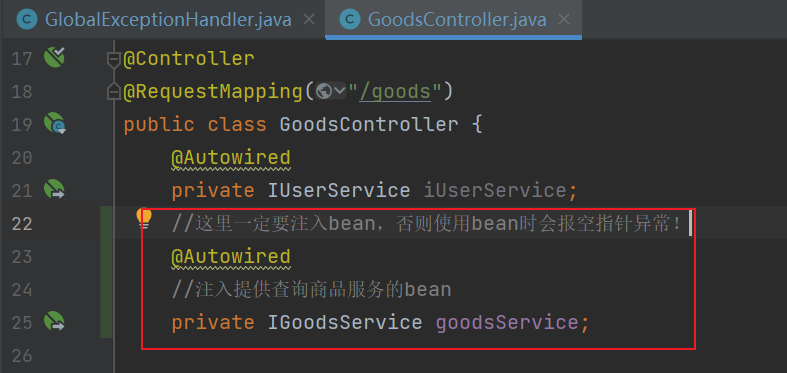 GlobalExceptionHandler.java
GoodsController.java
17 @Controller
18 @RequestMapping("/goods")
19 public class GoodsController {
20 @Autowired
21 private IUserService iUserService;
22 //这里一定要注入bean，否则使用bean时会报空指针异常！
23 @Autowired
24 //注入提供查询商品服务的bean
25 private IGoodsService goodsService;
26